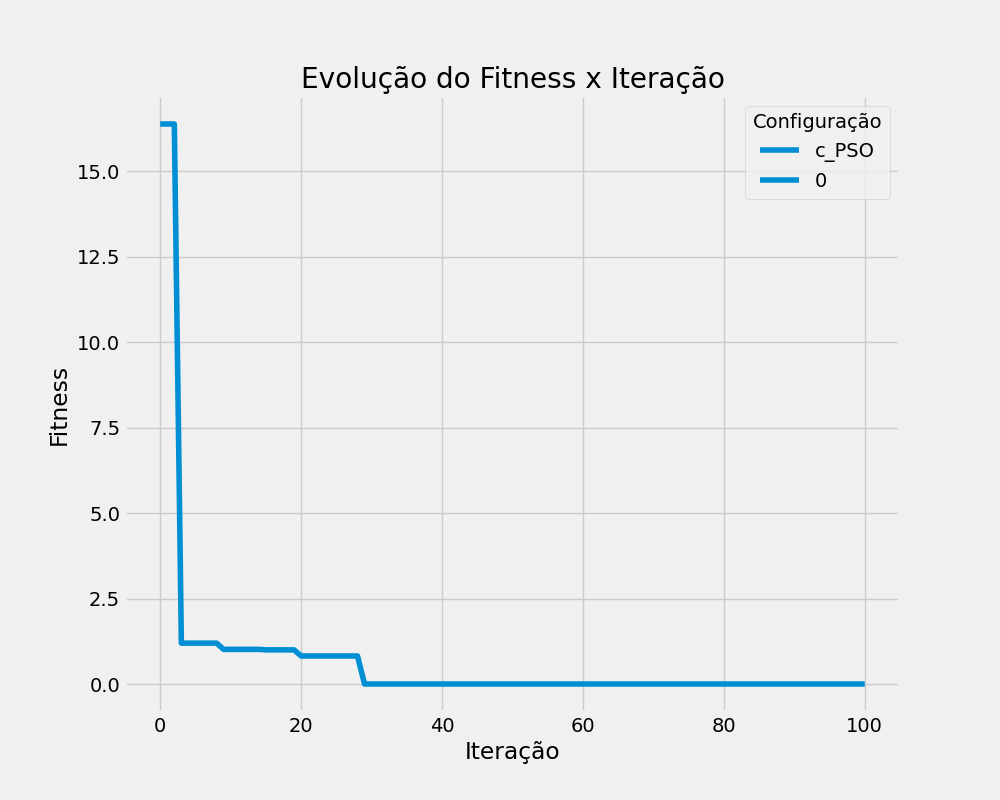 Evolução do Fitness x Iteração
Configuração
c_PSO
0
15.0
12.5
10.0
7.5
5.0
2.5
0.0
Fitness
0 20 40 60 80 100
Iteração